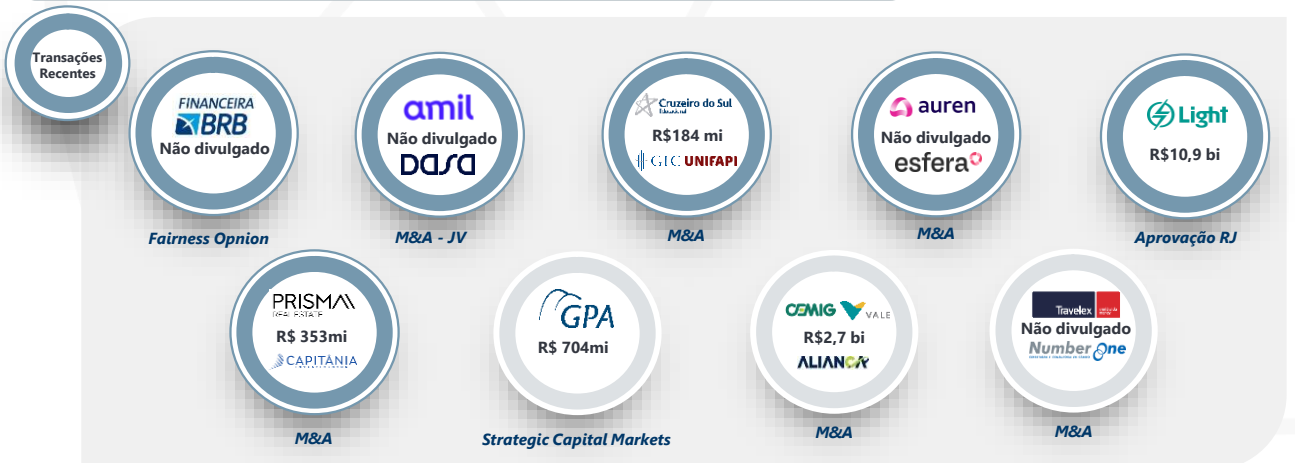 Transações
Recentes
FINANCEIRA
BRB
Não divulgado
Fairness Opnion
amil
Não divulgado
DASA
M&A - JV
Cruzeiro do Sul
Educacional
R$184 mi
UNIFAPI
M&A
auren
Não divulgado
esfera
M&A
Light
R$10,9 bi
Aprovação RJ
PRISMA
REAL ESTATE
R$ 353mi
CAPITÂNIA
INVESTIMENTOS
M&A
GPA
R$ 704mi
Strategic Capital Markets
CEMIG VALE
R$2,7 bi
ALIANÇA
M&A
Travelex
Não divulgado
Number One
M&A